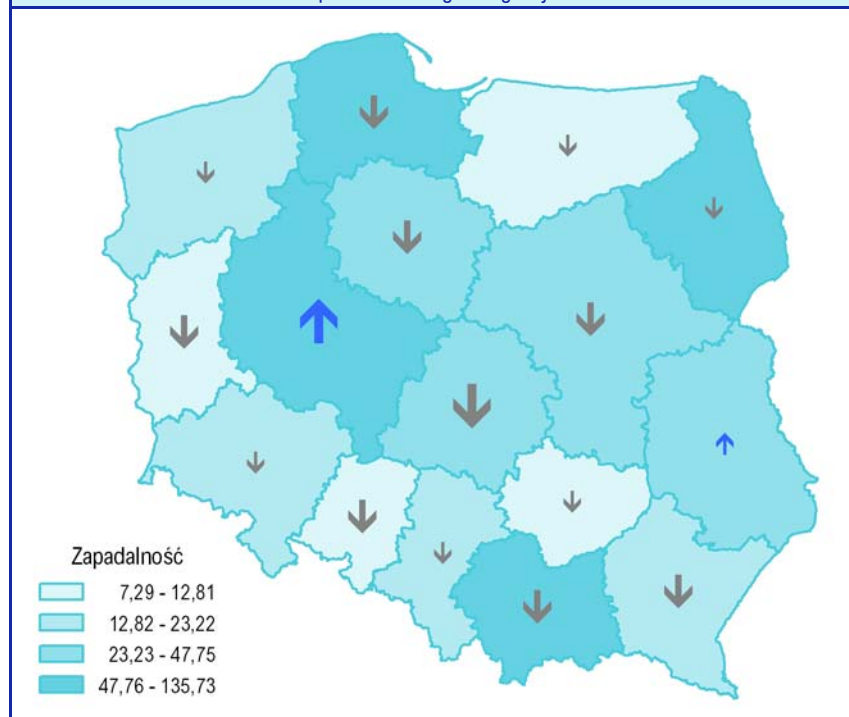 Zapadalność
7,29 - 12,81
12,82 - 23,22
23,23 - 47,75
47,76 - 135,73